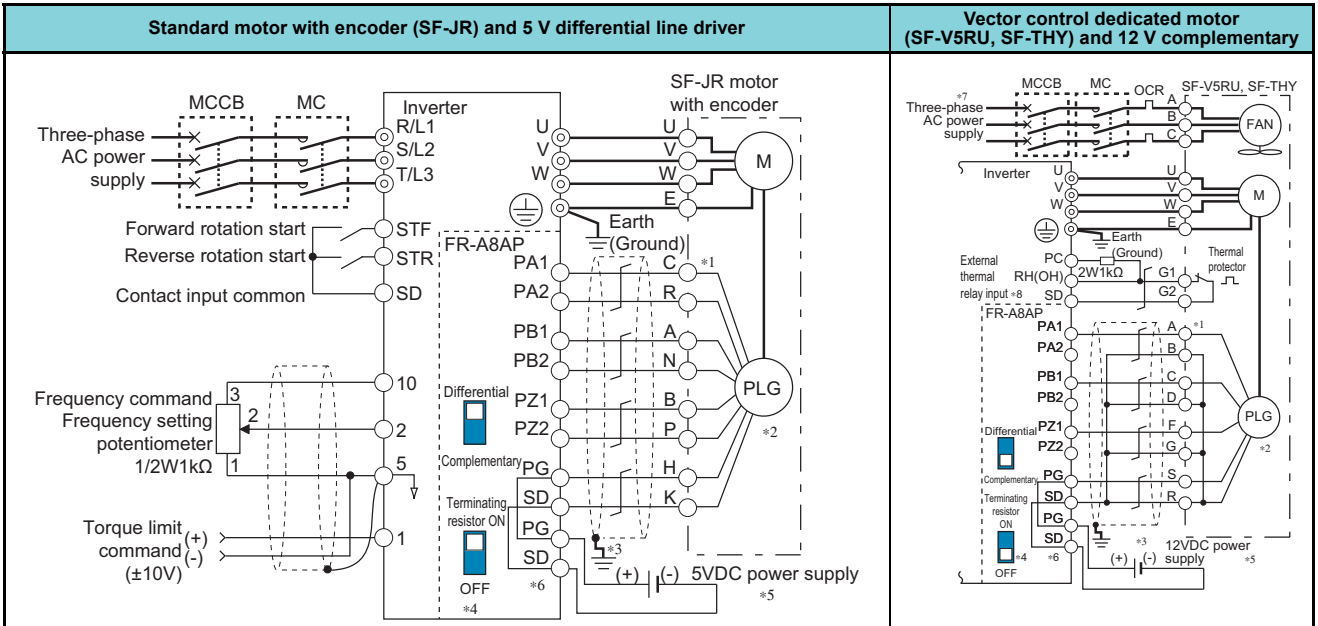 Standard motor with encoder (SF-JR) and 5 V differential line driver
MCCB
MC
Inverter
Three-phase
AC power
supply
R/L1
S/L2
T/L3
SF-JR motor
with encoder
U
V
W
U
V
W
E
M
Earth
(Ground)
Forward rotation start
Reverse rotation start
Contact input common
STF
STR
SD
FR-A8AP
PA1
PA2
PB1
PB2
PZ1
PZ2
PG
SD
PG
SD
C
R
A
N
B
P
H
K
*1
PLG
*2
Differential
Complementary
Terminating
resistor ON
OFF
*4
*3
*6
(+)
(-)
5VDC power supply
*5
Frequency command
Frequency setting
potentiometer
1/2W1kΩ
3
2
1
10
2
5
1
Torque limit
command
(±10V)
(+)
(-)
Vector control dedicated motor
(SF-V5RU, SF-THY) and 12 V complementary
MCCB
MC
OCR
SF-V5RU, SF-THY
*7
Three-phase
AC power
supply
A
B
C
FAN
Inverter
U
V
W
U
V
W
E
M
Earth
(Ground)
External
thermal
relay input *8
PC
RH(OH)
SD
2W1kΩ
G1
G2
Thermal
protector
FR-A8AP
PA1
PA2
PB1
PB2
PZ1
PZ2
PG
SD
PG
SD
A
B
C
D
F
G
S
R
*1
PLG
*2
Differential
Complementary
Terminating
resistor
ON
OFF
*4
*6
*3
(+)
(-)
12VDC power
supply
*5